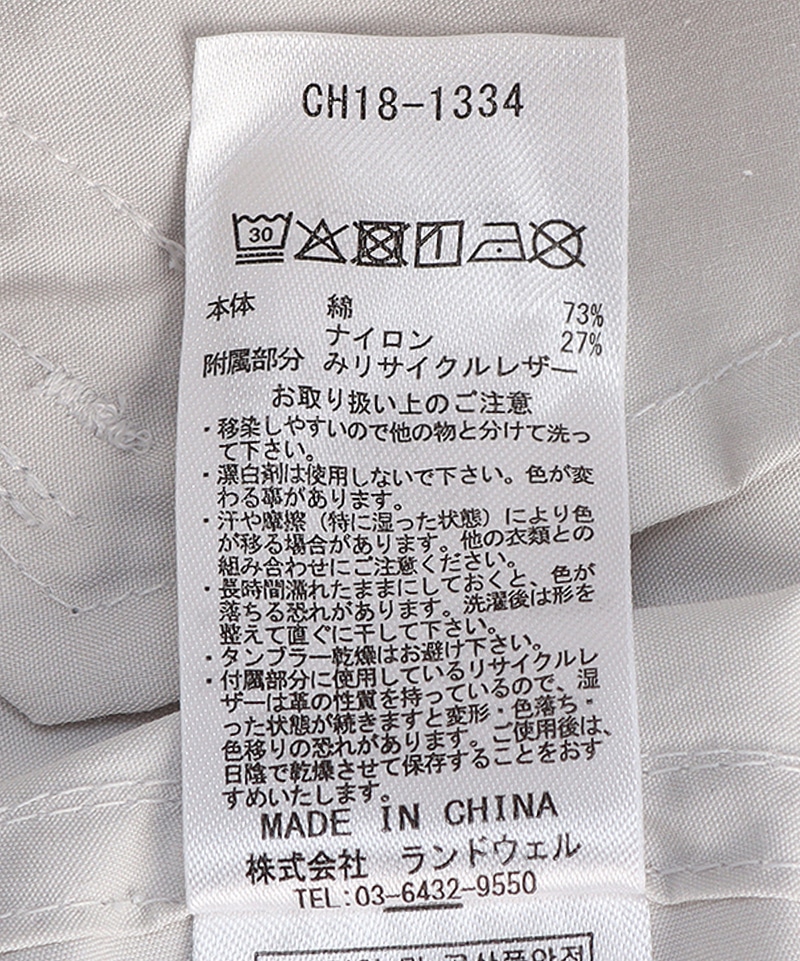 CH18-1334
30
本体 綿 73%
ナイロン 27%
附属部分 みリサイクルレザー
お取り扱い上のご注意
・移染しやすいので他の物と分けて洗っ
て下さい。
・漂白剤は使用しないで下さい。色が変
わる事があります。
・汗や摩擦（特に湿った状態）により色
が移る場合があります。他の衣類との
組み合わせにご注意ください。
・長時間濡れたままにしておくと、色が
落ちる恐れがあります。洗濯後は形を
整えて直ぐに干して下さい。
・タンブラー乾燥はお避け下さい。
・付属部分に使用しているリサイクルレ
ザーは革の性質を持っているので、湿
った状態が続きますと変形・色落ち・
色移りの恐れがあります。ご使用後は、
日陰で乾燥させて保存することをおす
すめいたします。
MADE IN CHINA
株式会社 ランドウェル
TEL:03-6432-9550